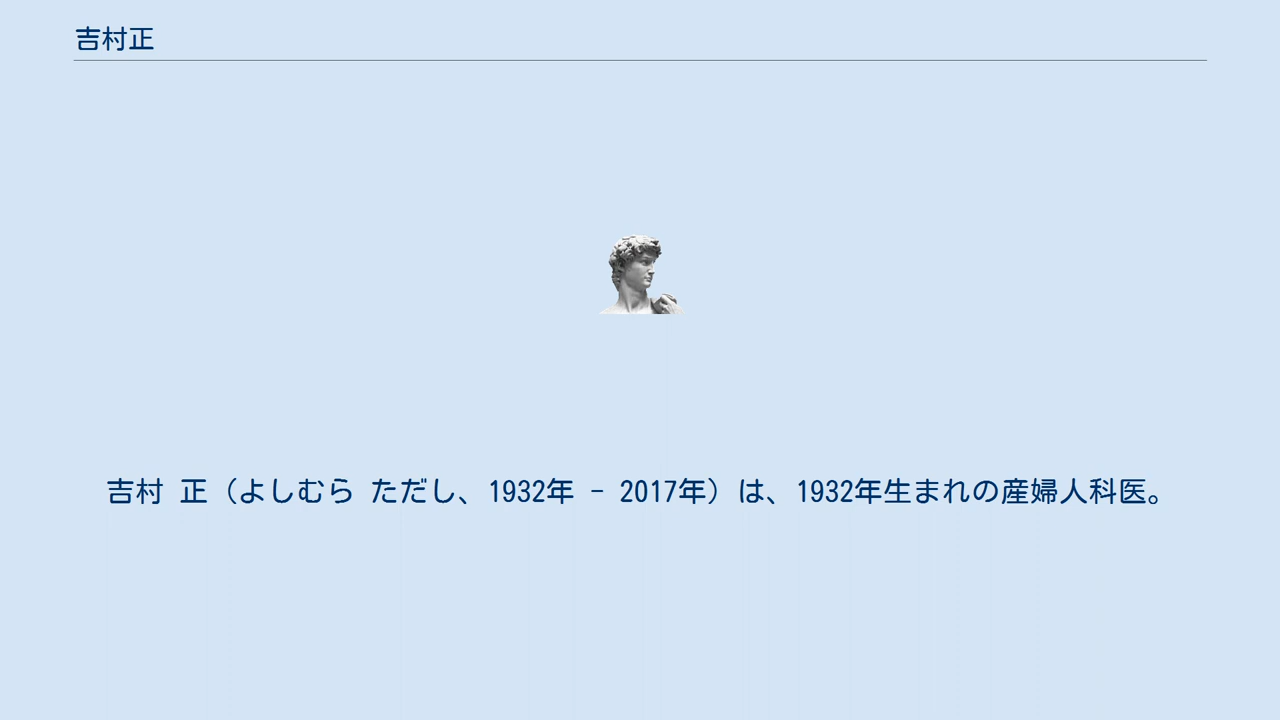 吉村正
吉村 正（よしむら ただし、1932年 - 2017年）は、1932年生まれの産婦人科医。